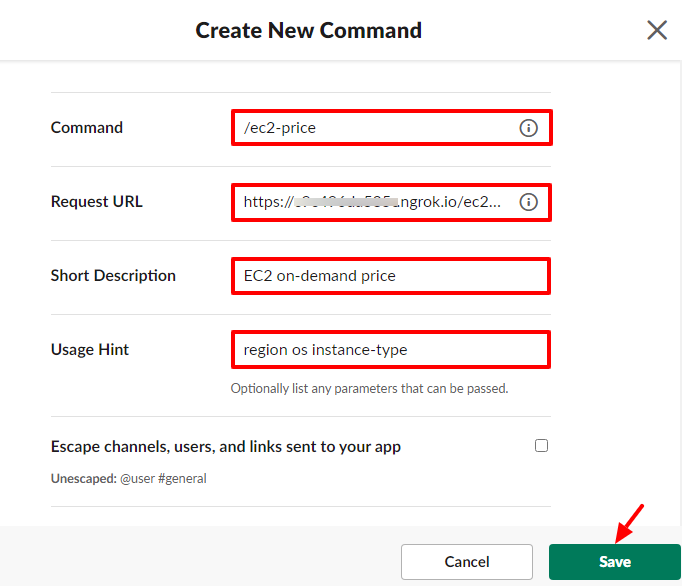 Create New Command
Command
/ec2-price
Request URL
https:// ngrok.io/ec2...
Short Description
EC2 on-demand price
Usage Hint
region os instance-type
Optionally list any parameters that can be passed.
Escape channels, users, and links sent to your app
Unescaped: @user #general
Cancel
Save